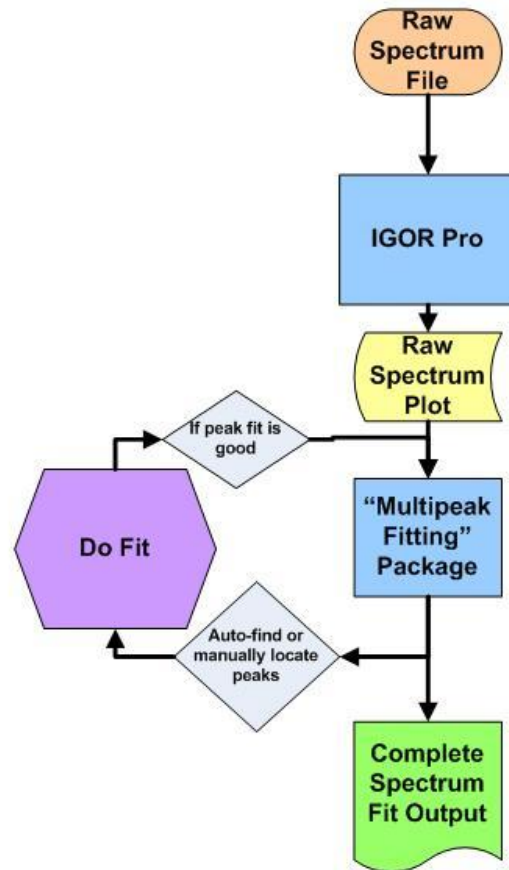 Raw
Spectrum
File
IGOR Pro
Raw
Spectrum
Plot
If peak fit is
good
“Multipeak
Fitting”
Package
Do Fit
Auto-find or
manually locate
peaks
Complete
Spectrum
Fit Output